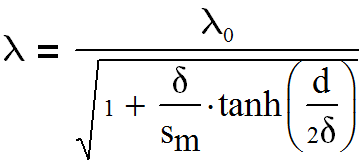 λ = λ₀ / √(1 + δ/sₘ · tanh(d/2δ))